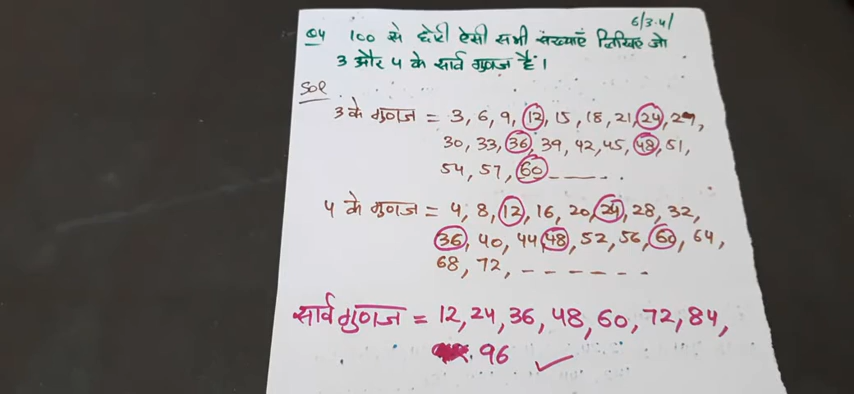 6/3.4/
Q4 100 से छोटी ऐसी सभी संख्याएँ लिखिए जो
3 और 4 के सार्व गुणज है।
Sol
3 के गुणज = 3, 6, 9, 12, 15, 18, 21, 24, 27,
30, 33, 36, 39, 42, 45, 48, 51,
54, 57, 60 -----..
4 के गुणज = 4, 8, 12, 16, 20, 24, 28, 32,
36, 40, 44, 48, 52, 56, 60, 64,
68, 72, -------
सार्व गुणज = 12, 24, 36, 48, 60, 72, 84,
96 ✓